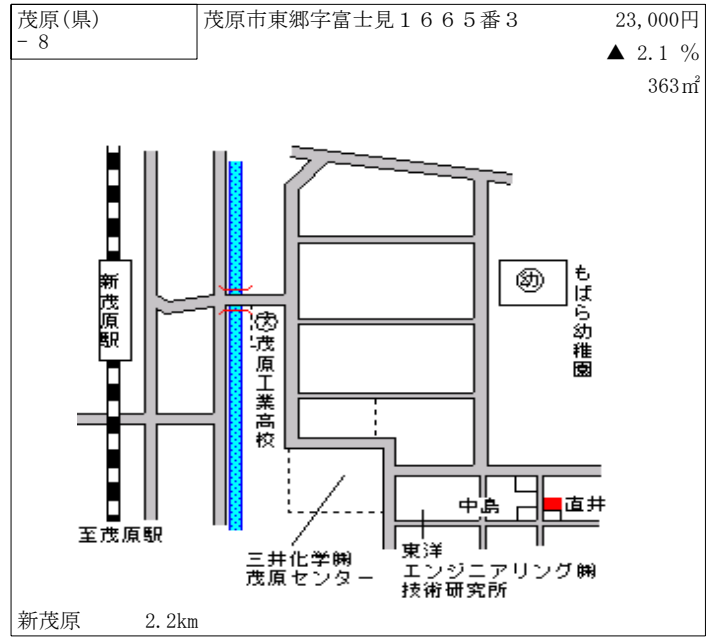 茂原(県)
- 8
茂原市東郷字富士見１６６５番３
23,000円
▲ 2.1 %
363㎡
新茂原駅
幼
もばら幼稚園
茂原工業高校
中島
直井
至茂原駅
三井化学㈱
茂原センター
東洋
エンジニアリング㈱
技術研究所
新茂原 2.2km